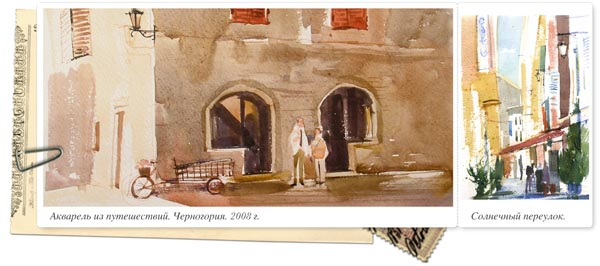 Акварель из путешествий. Черногория. 2008 г.
Солнечный переулок.